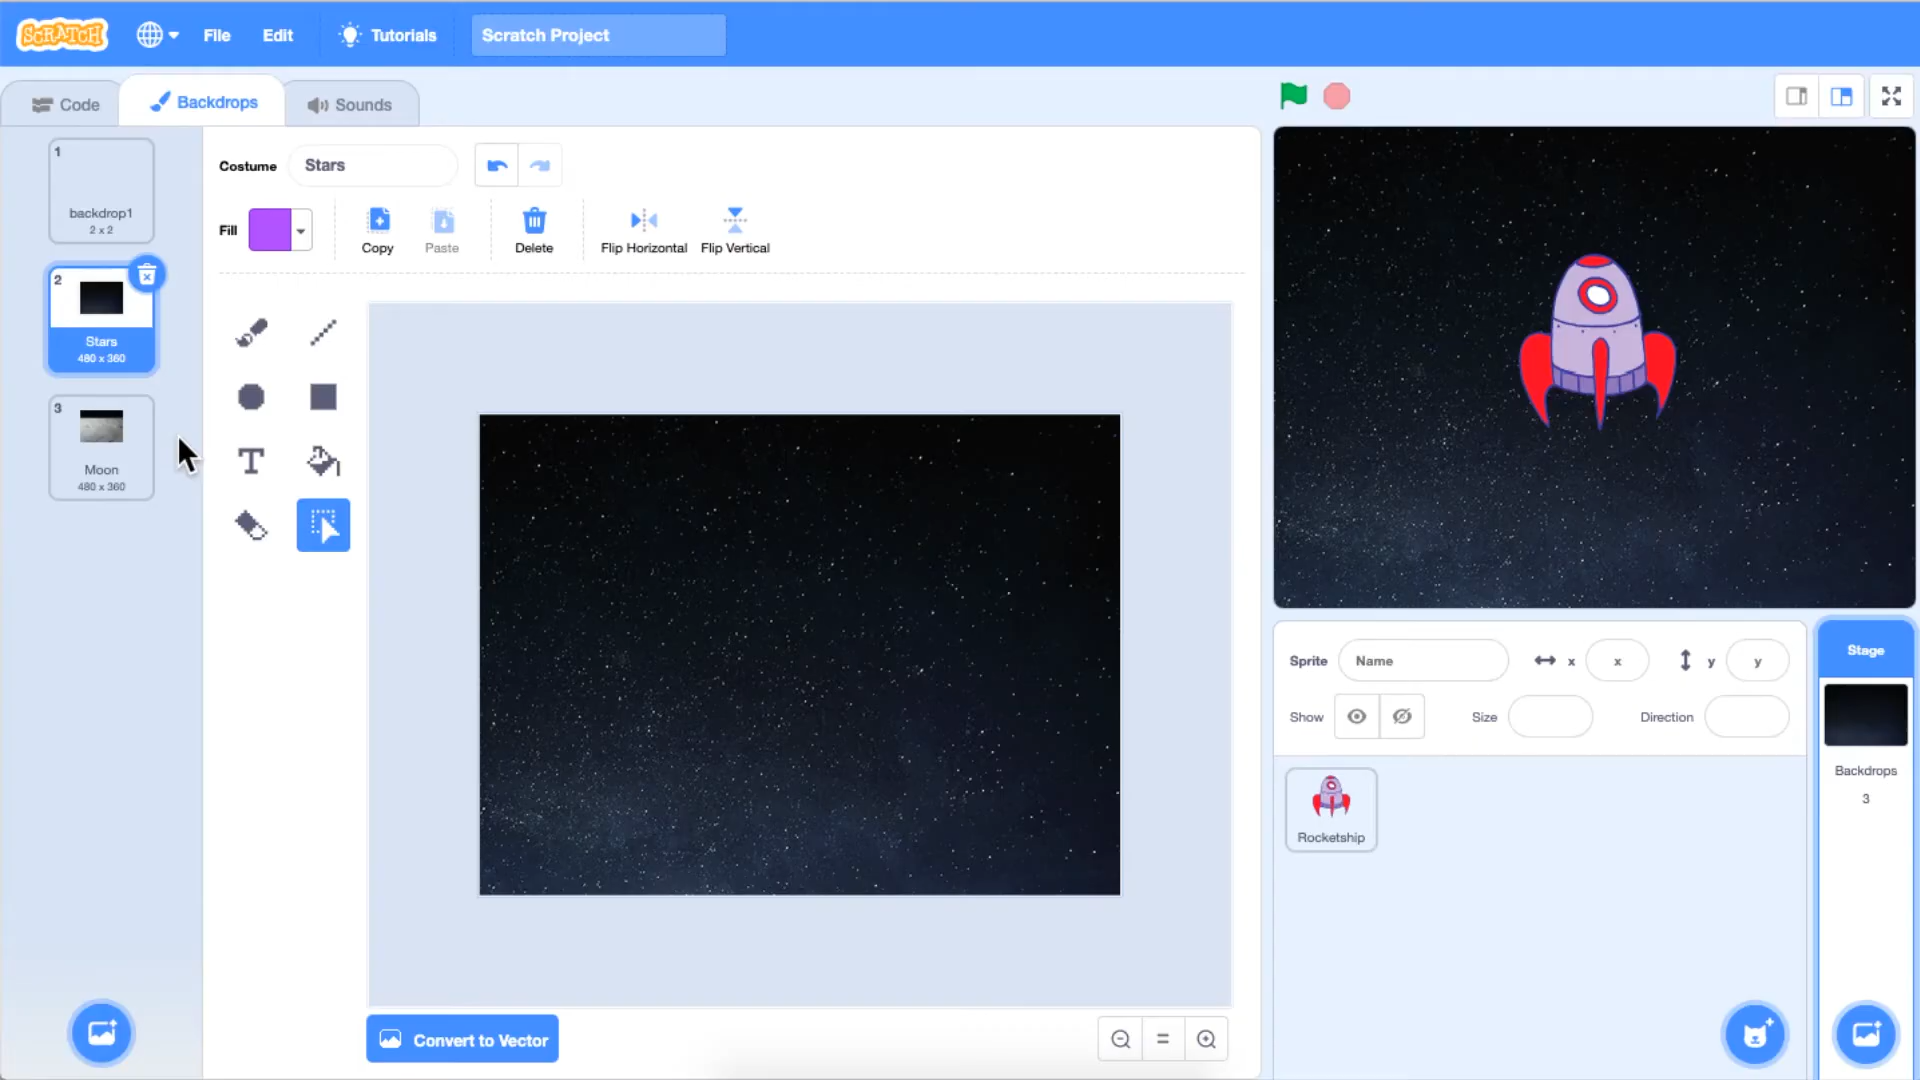 SCRATCH
File
Edit
Tutorials
Scratch Project
Code
Backdrops
Sounds
1
backdrop1
2 x 2
2
Stars
480 x 360
3
Moon
480 x 360
Costume
Stars
Fill
Copy
Paste
Delete
Flip Horizontal
Flip Vertical
T
Convert to Vector
=
Sprite
Name
x
x
y
y
Show
Size
Direction
Rocketship
Stage
Backdrops
3